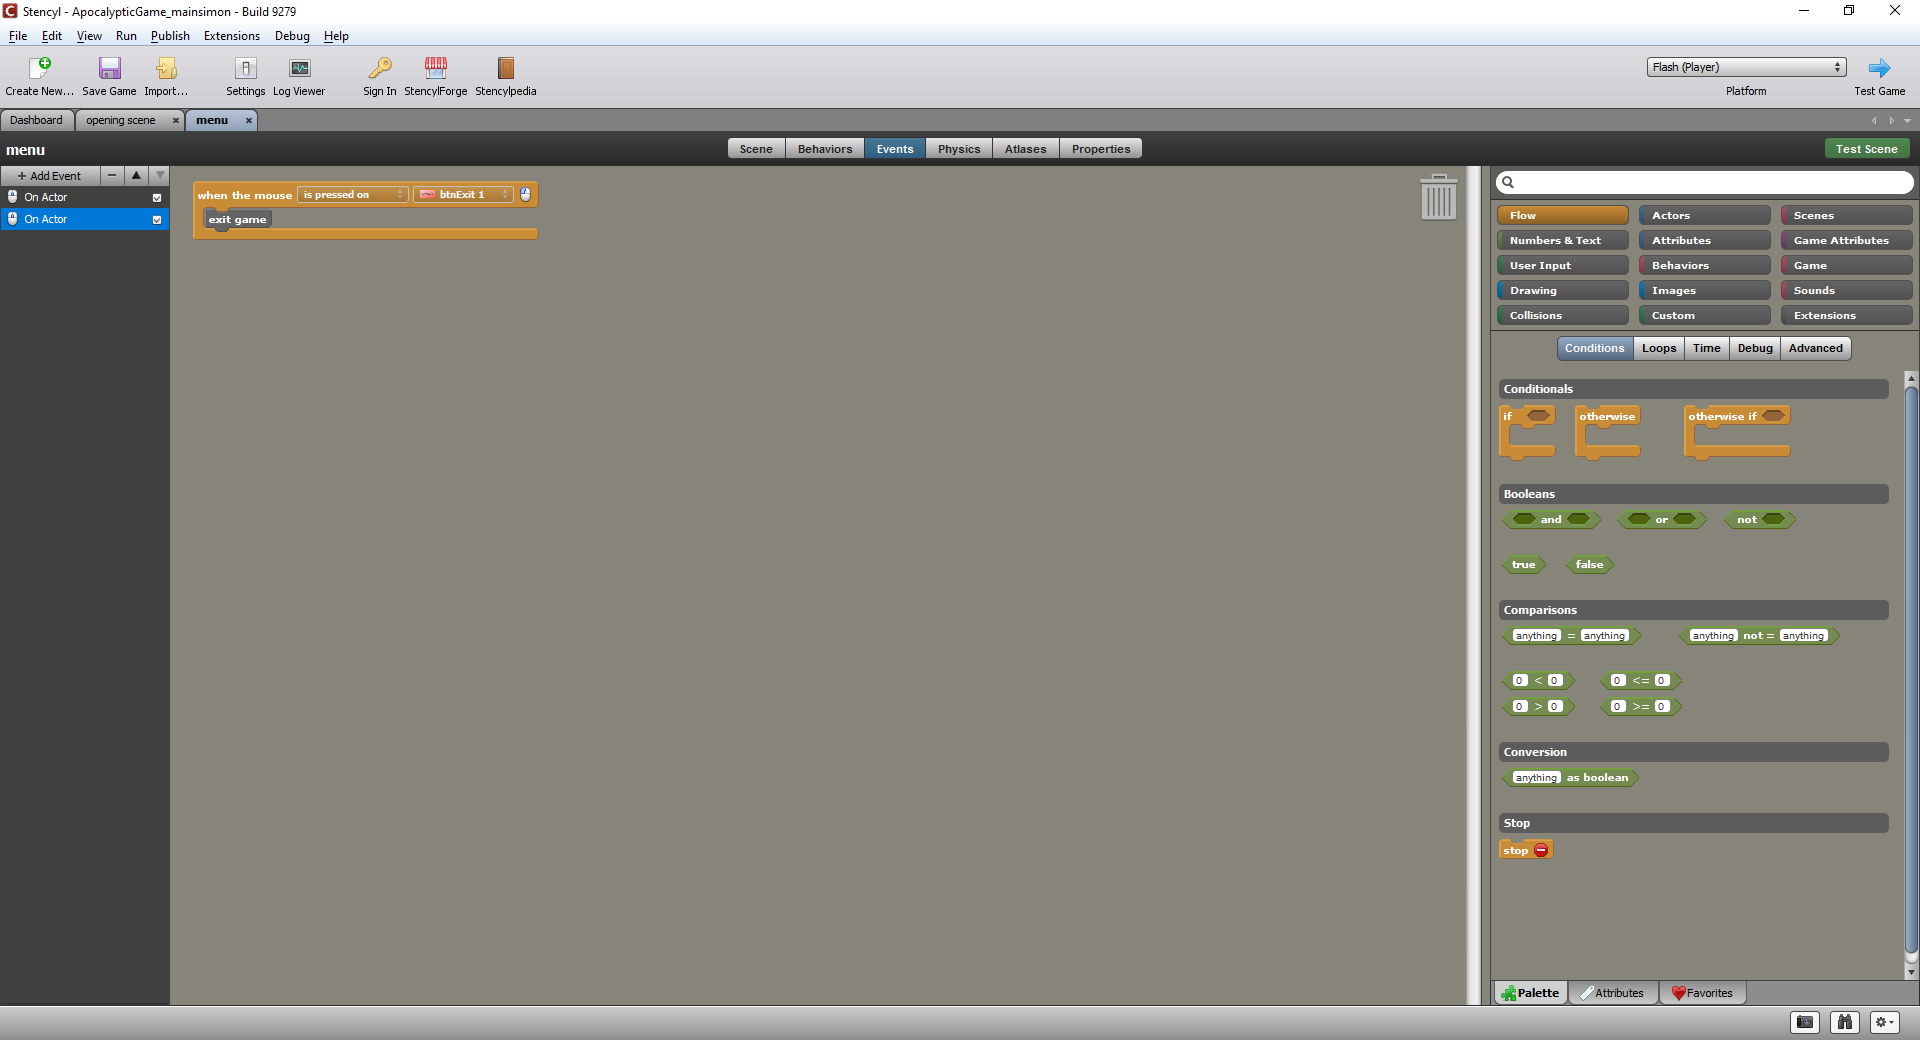 Stencyl - ApocalypticGame_mainsimon - Build 9279
File Edit View Run Publish Extensions Debug Help
Create New... Save Game Import... Settings Log Viewer Sign In StencylForge Stencylpedia
Flash (Player)
Platform
Test Game
Dashboard opening scene × menu ×
menu
Scene Behaviors Events Physics Atlases Properties
Test Scene
+ Add Event
On Actor
On Actor
when the mouse is pressed on btnExit 1
exit game
Flow Actors Scenes
Numbers & Text Attributes Game Attributes
User Input Behaviors Game
Drawing Images Sounds
Collisions Custom Extensions
Conditions Loops Time Debug Advanced
Conditionals
if otherwise otherwise if
Booleans
and or not
true false
Comparisons
anything = anything anything not = anything
0 < 0 0 <= 0
0 > 0 0 >= 0
Conversion
anything as boolean
Stop
stop
Palette Attributes Favorites